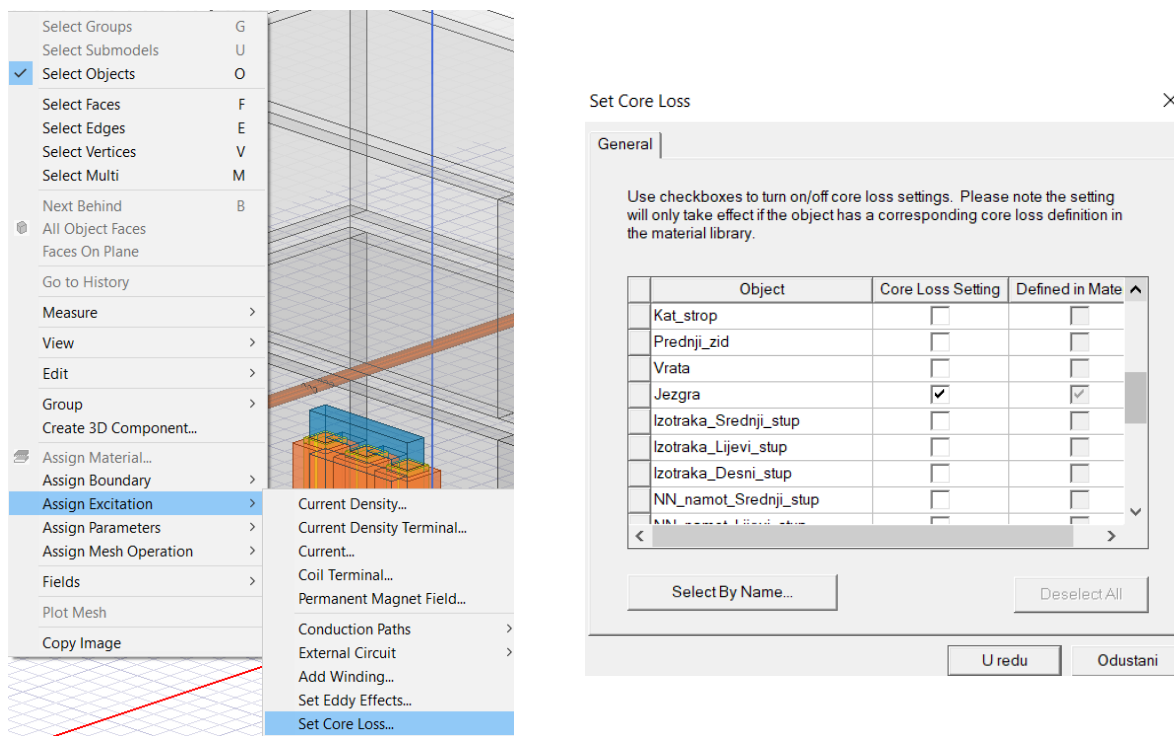 Select Groups G
Select Submodels U
Select Objects O
Select Faces F
Select Edges E
Select Vertices V
Select Multi M
Next Behind B
All Object Faces
Faces On Plane
Go to History
Measure
View
Edit
Group
Create 3D Component...
Assign Material...
Assign Boundary
Assign Excitation
Assign Parameters
Assign Mesh Operation
Fields
Plot Mesh
Copy Image
Current Density...
Current Density Terminal...
Current...
Coil Terminal...
Permanent Magnet Field...
Conduction Paths
External Circuit
Add Winding...
Set Eddy Effects...
Set Core Loss...
Set Core Loss
General
Use checkboxes to turn on/off core loss settings. Please note the setting
will only take effect if the object has a corresponding core loss definition in
the material library.
Object Core Loss Setting Defined in Mate
Kat_strop
Prednji_zid
Vrata
Jezgra
Izotraka_Srednji_stup
Izotraka_Lijevi_stup
Izotraka_Desni_stup
NN_namot_Srednji_stup
Select By Name...
Deselect All
U redu
Odustani